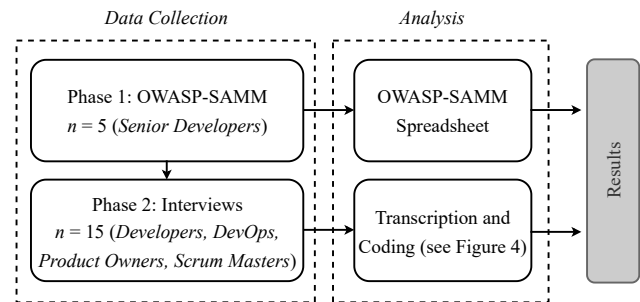 Data Collection
Analysis
Phase 1: OWASP-SAMM
n = 5 (Senior Developers)
OWASP-SAMM
Spreadsheet
Phase 2: Interviews
n = 15 (Developers, DevOps,
Product Owners, Scrum Masters)
Transcription and
Coding (see Figure 4)
Results